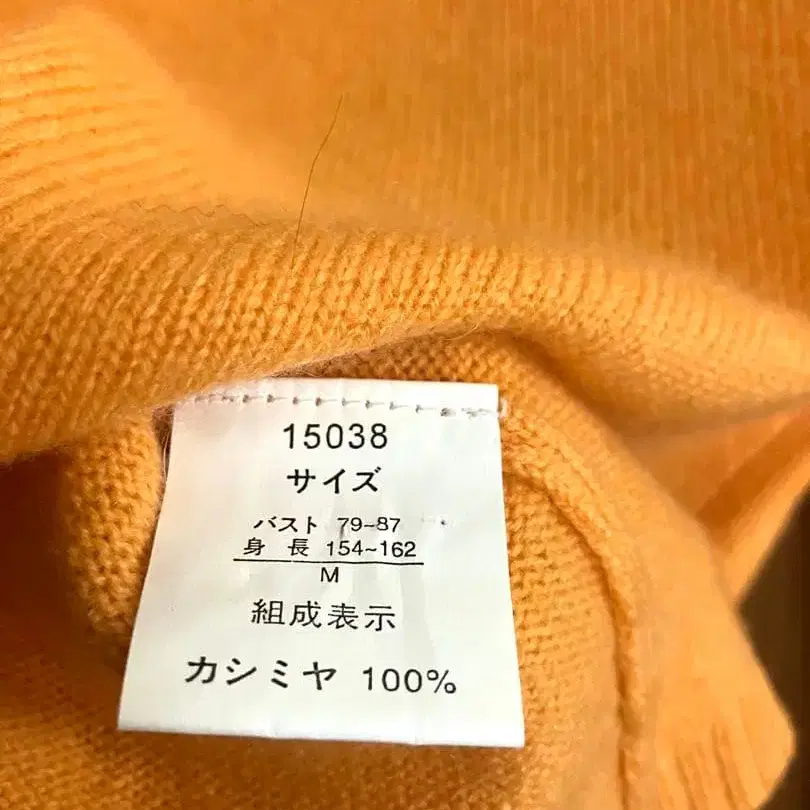 15038
サイズ
バスト 79~87
身 長 154~162
M
組成表示
カシミヤ 100%